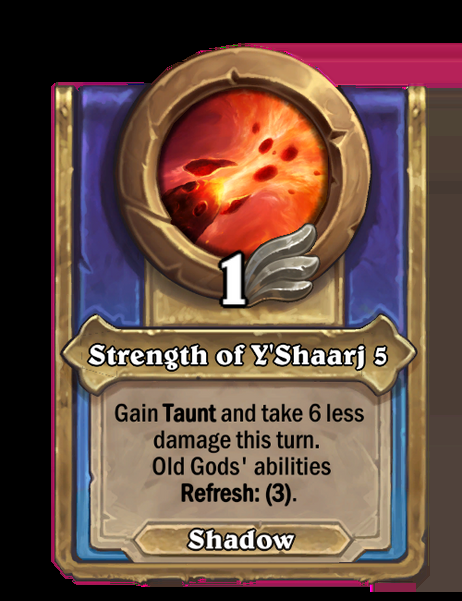 1
Strength of Y'Shaarj 5
Gain Taunt and take 6 less
damage this turn.
Old Gods' abilities
Refresh: (3).
Shadow